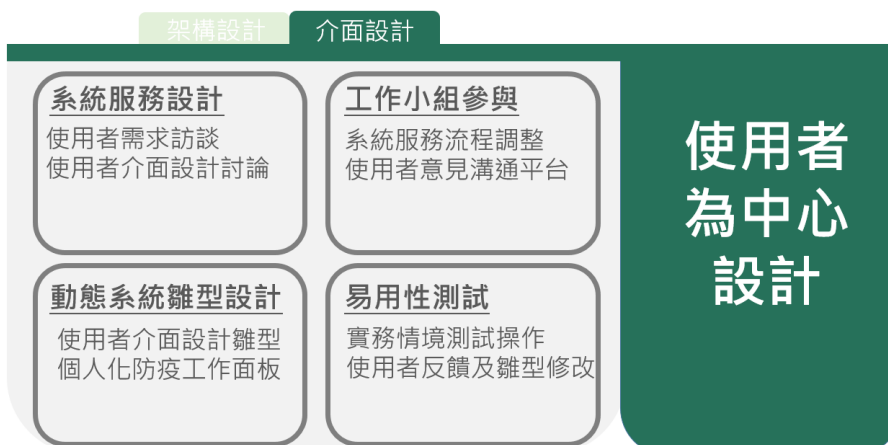 架構設計
介面設計
系統服務設計
使用者需求訪談
使用者介面設計討論
工作小組參與
系統服務流程調整
使用者意見溝通平台
動態系統雛型設計
使用者介面設計雛型
個人化防疫工作面板
易用性測試
實務情境測試操作
使用者反饋及雛型修改
使用者
為中心
設計